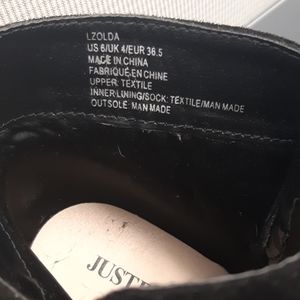 LZOLDA
US 6/UK 4/EUR 36.5
MADE IN CHINA
FABRIQUÉ EN CHINE
UPPER: TEXTILE
INNER LINING/SOCK: TEXTILE/MAN MADE
OUTSOLE: MAN MADE